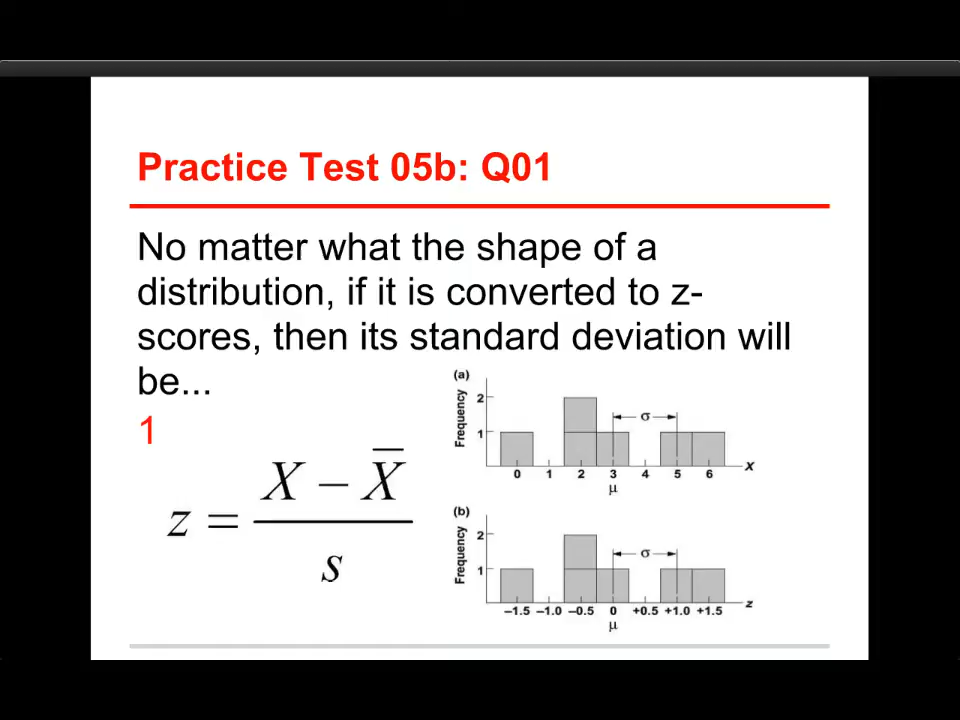 Practice Test 05b: Q01
No matter what the shape of a
distribution, if it is converted to z-
scores, then its standard deviation will
be...
1
z = (X − X̅) / s
(a)
Frequency
2
1
σ
0 1 2 3 4 5 6 X
μ
(b)
Frequency
2
1
σ
–1.5 –1.0 –0.5 0 +0.5 +1.0 +1.5 z
μ